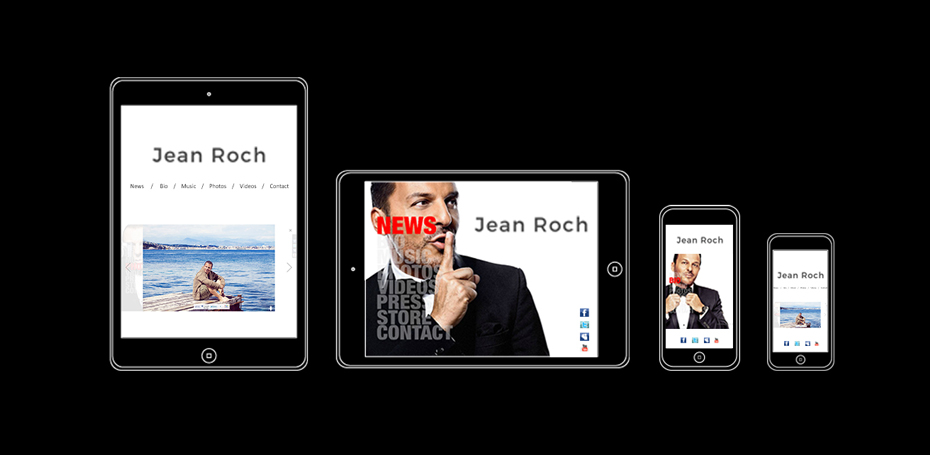 Jean Roch
News / Bio / Music / Photos / Videos / Contact
NEWS
Jean Roch
MUSIC
PHOTOS
VIDEOS
PRESS
STORE
CONTACT
Jean Roch
Jean Roch